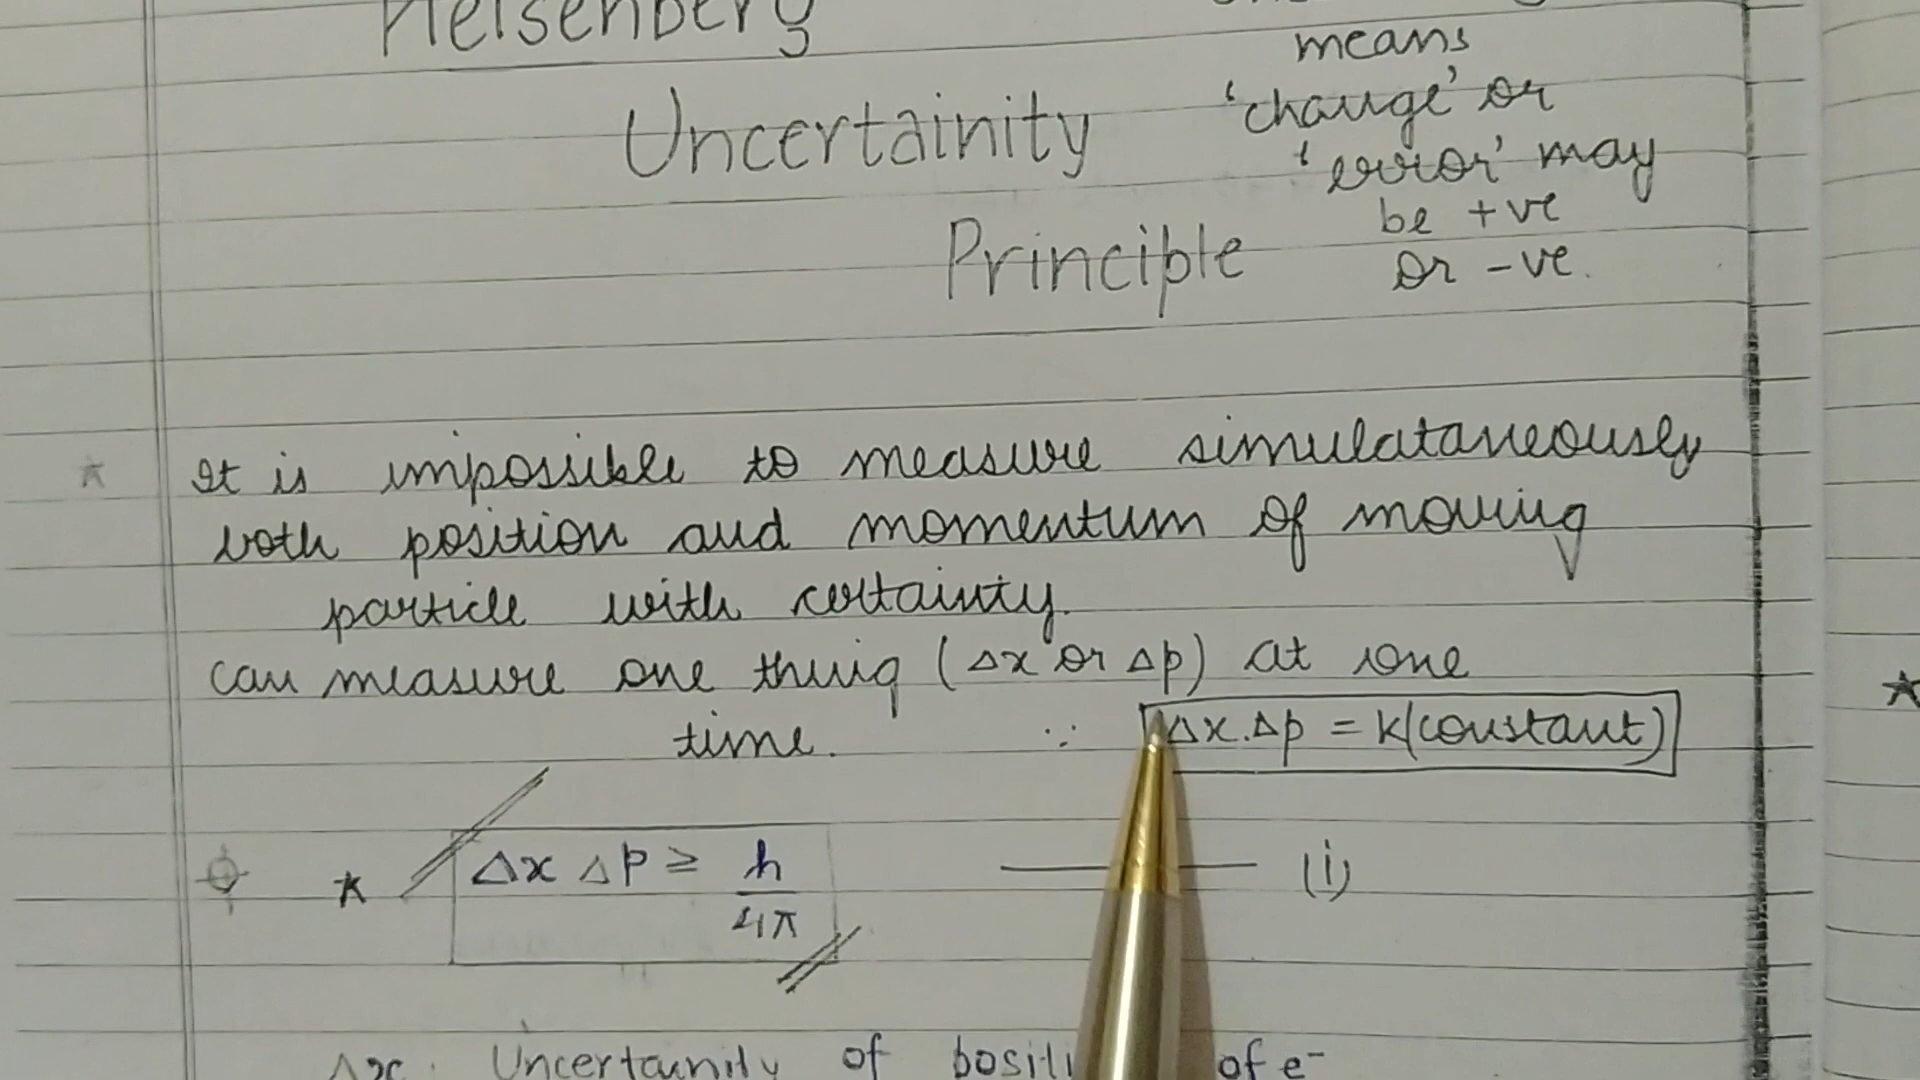 Heisenberg
means
Uncertainity
'change' or
'error' may
be +ve
Principle
or -ve.
It is impossible to measure simulataneously
both position and momentum of moving
particle with certainty.
can measure one thing (Δx or Δp) at one
time. ∵ Δx.Δp = K(constant)
Δx Δp ≥ h/4π (i)
Δx: Uncertainity of of e⁻